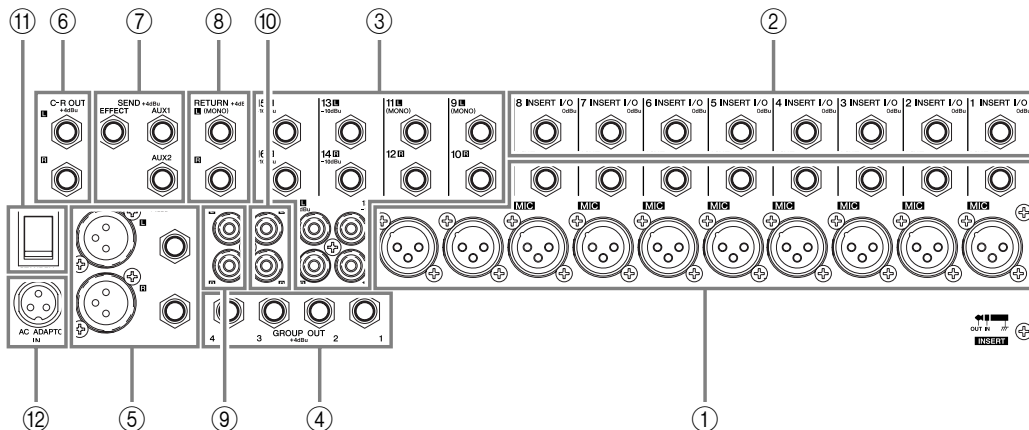 ⑪ ⑥ ⑦ ⑧ ⑩ ③ ②
C-R OUT
+4dBu
L
R
SEND +4dBu
EFFECT AUX1
AUX2
RETURN +4dB
L (MONO)
R
13 L
-10dBu
14 R
-10dBu
11 L
(MONO)
12 R
9 L
(MONO)
10 R
8 INSERT I/O 7 INSERT I/O 6 INSERT I/O 5 INSERT I/O 4 INSERT I/O 3 INSERT I/O 2 INSERT I/O 1 INSERT I/O
0dBu 0dBu 0dBu 0dBu 0dBu 0dBu 0dBu 0dBu
MIC MIC MIC MIC MIC MIC MIC MIC
L
R
AC ADAPTO
IN
GROUP OUT
+4dBu
4 3 2 1
OUT IN
INSERT
⑫ ⑤ ⑨ ④ ①